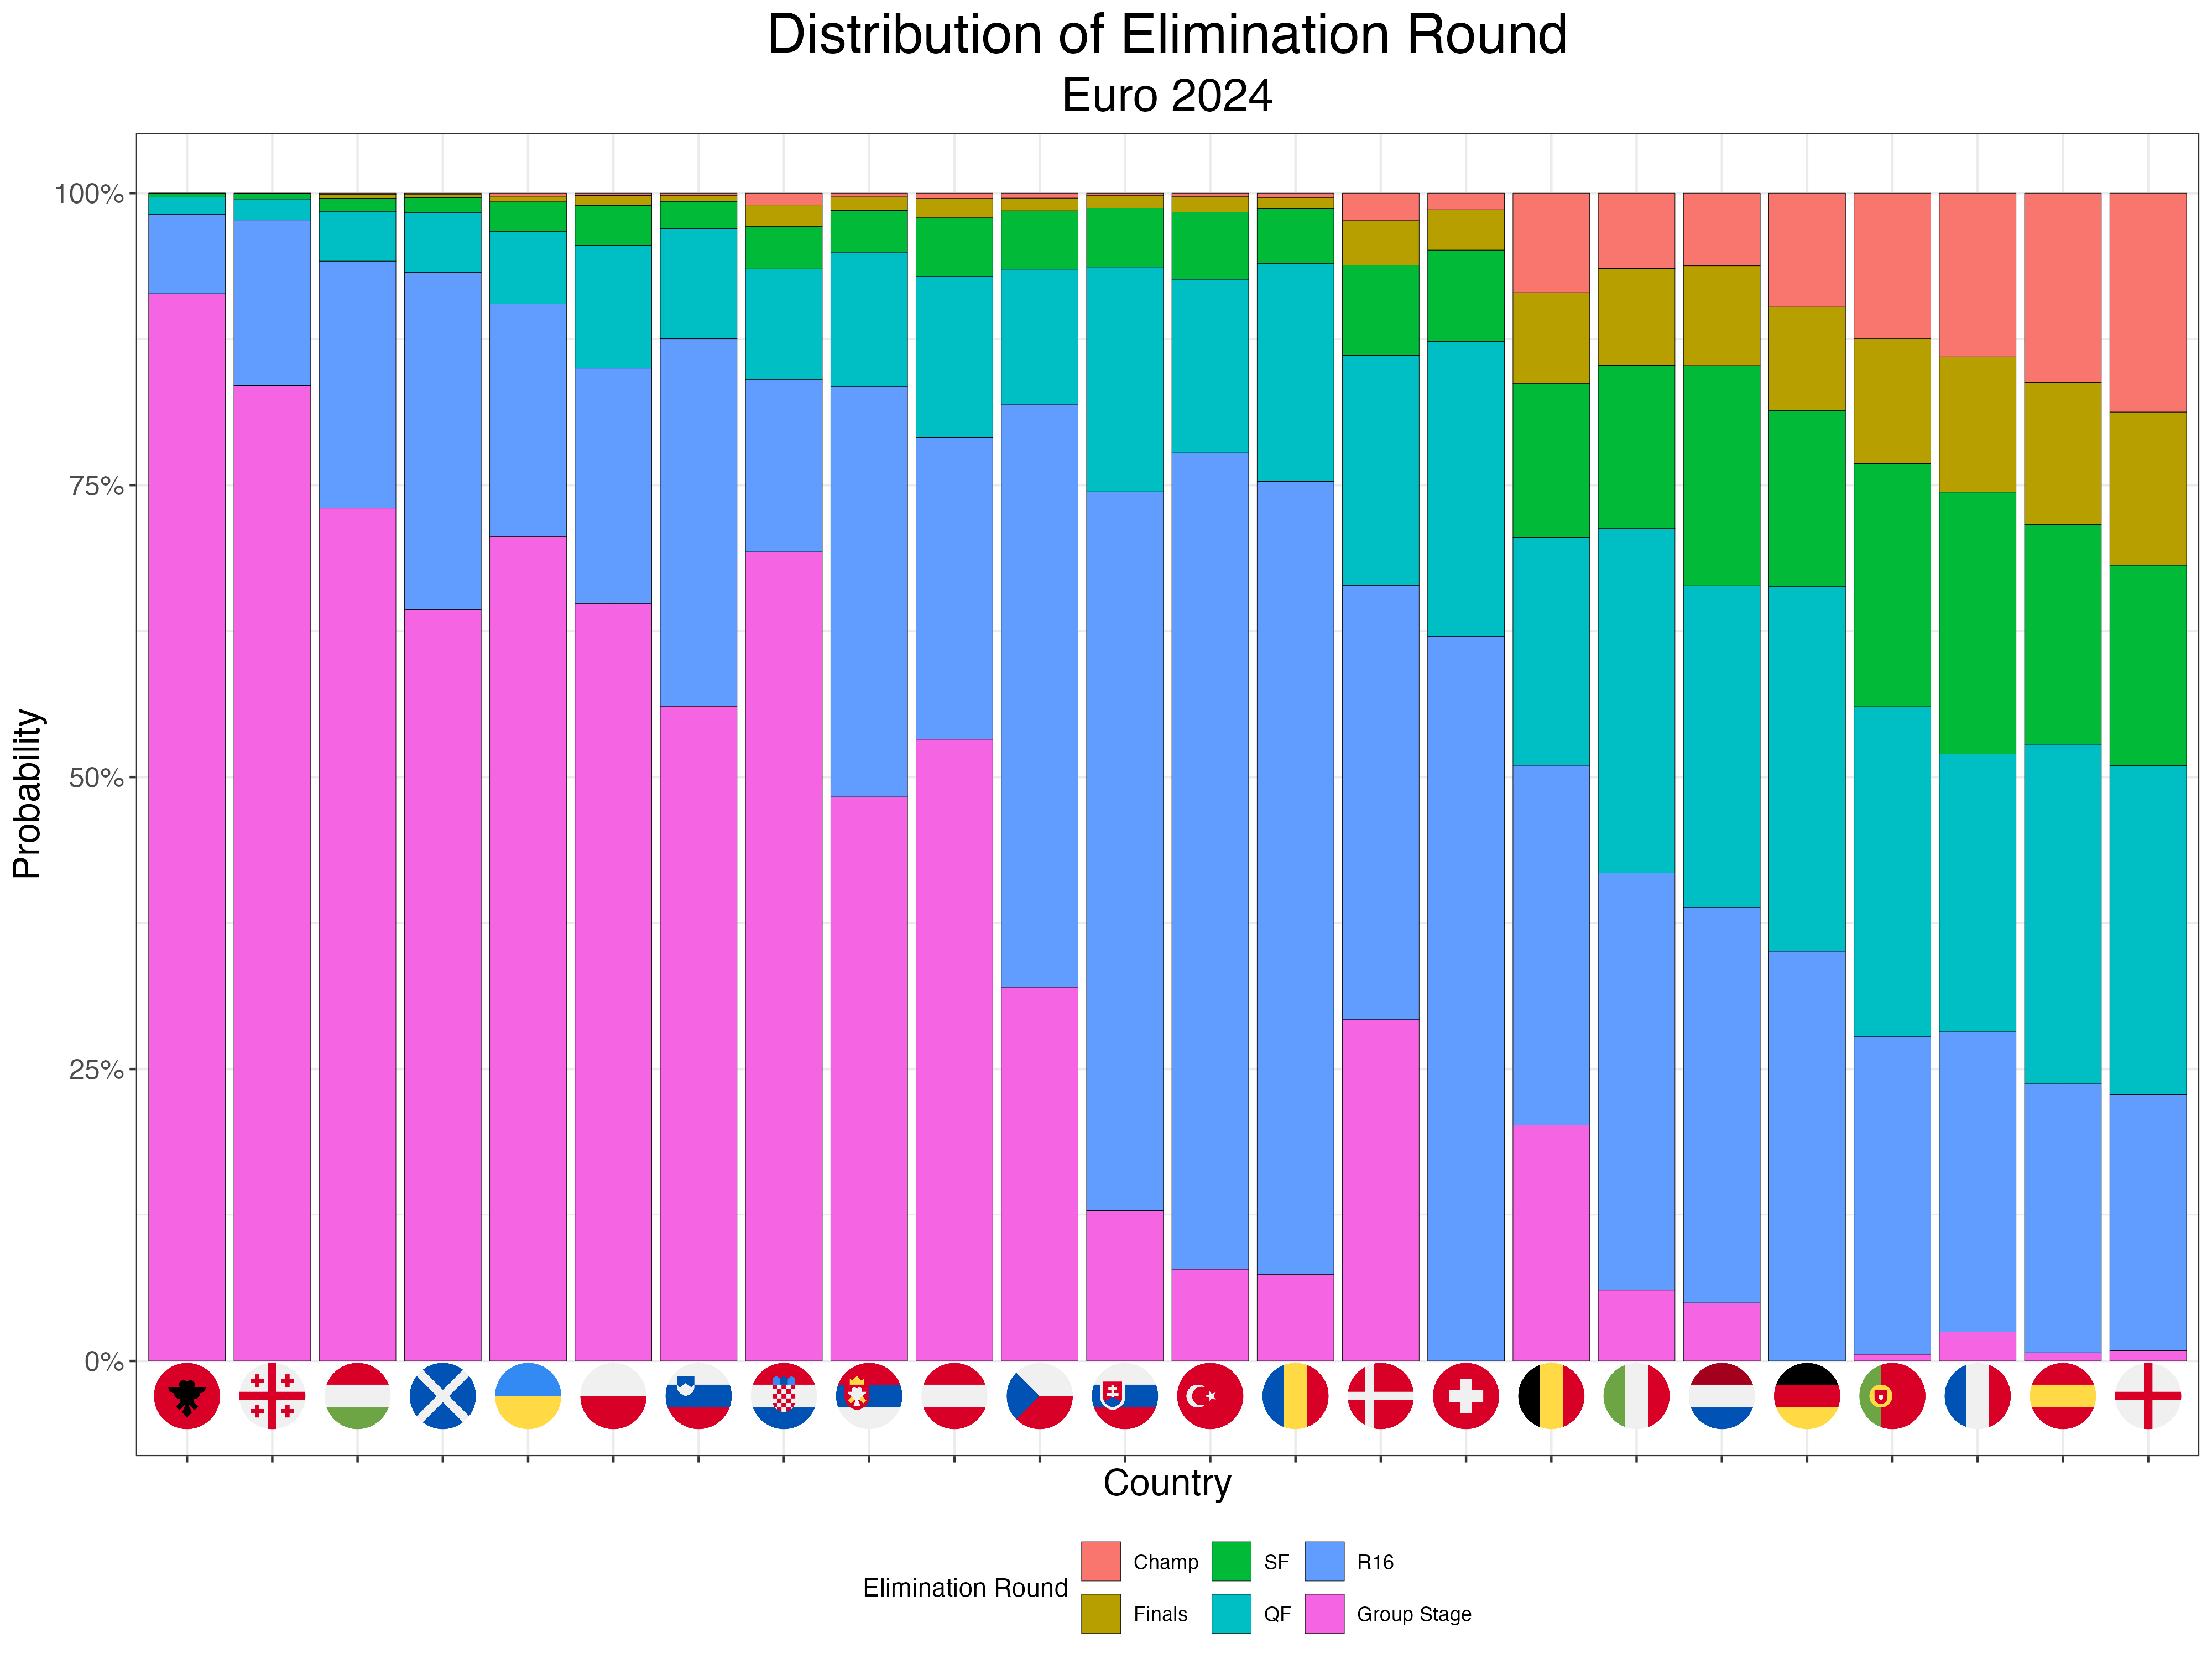 Distribution of Elimination Round
Euro 2024
Probability
100%
75%
50%
25%
0%
Country
Elimination Round
Champ
SF
R16
Finals
QF
Group Stage